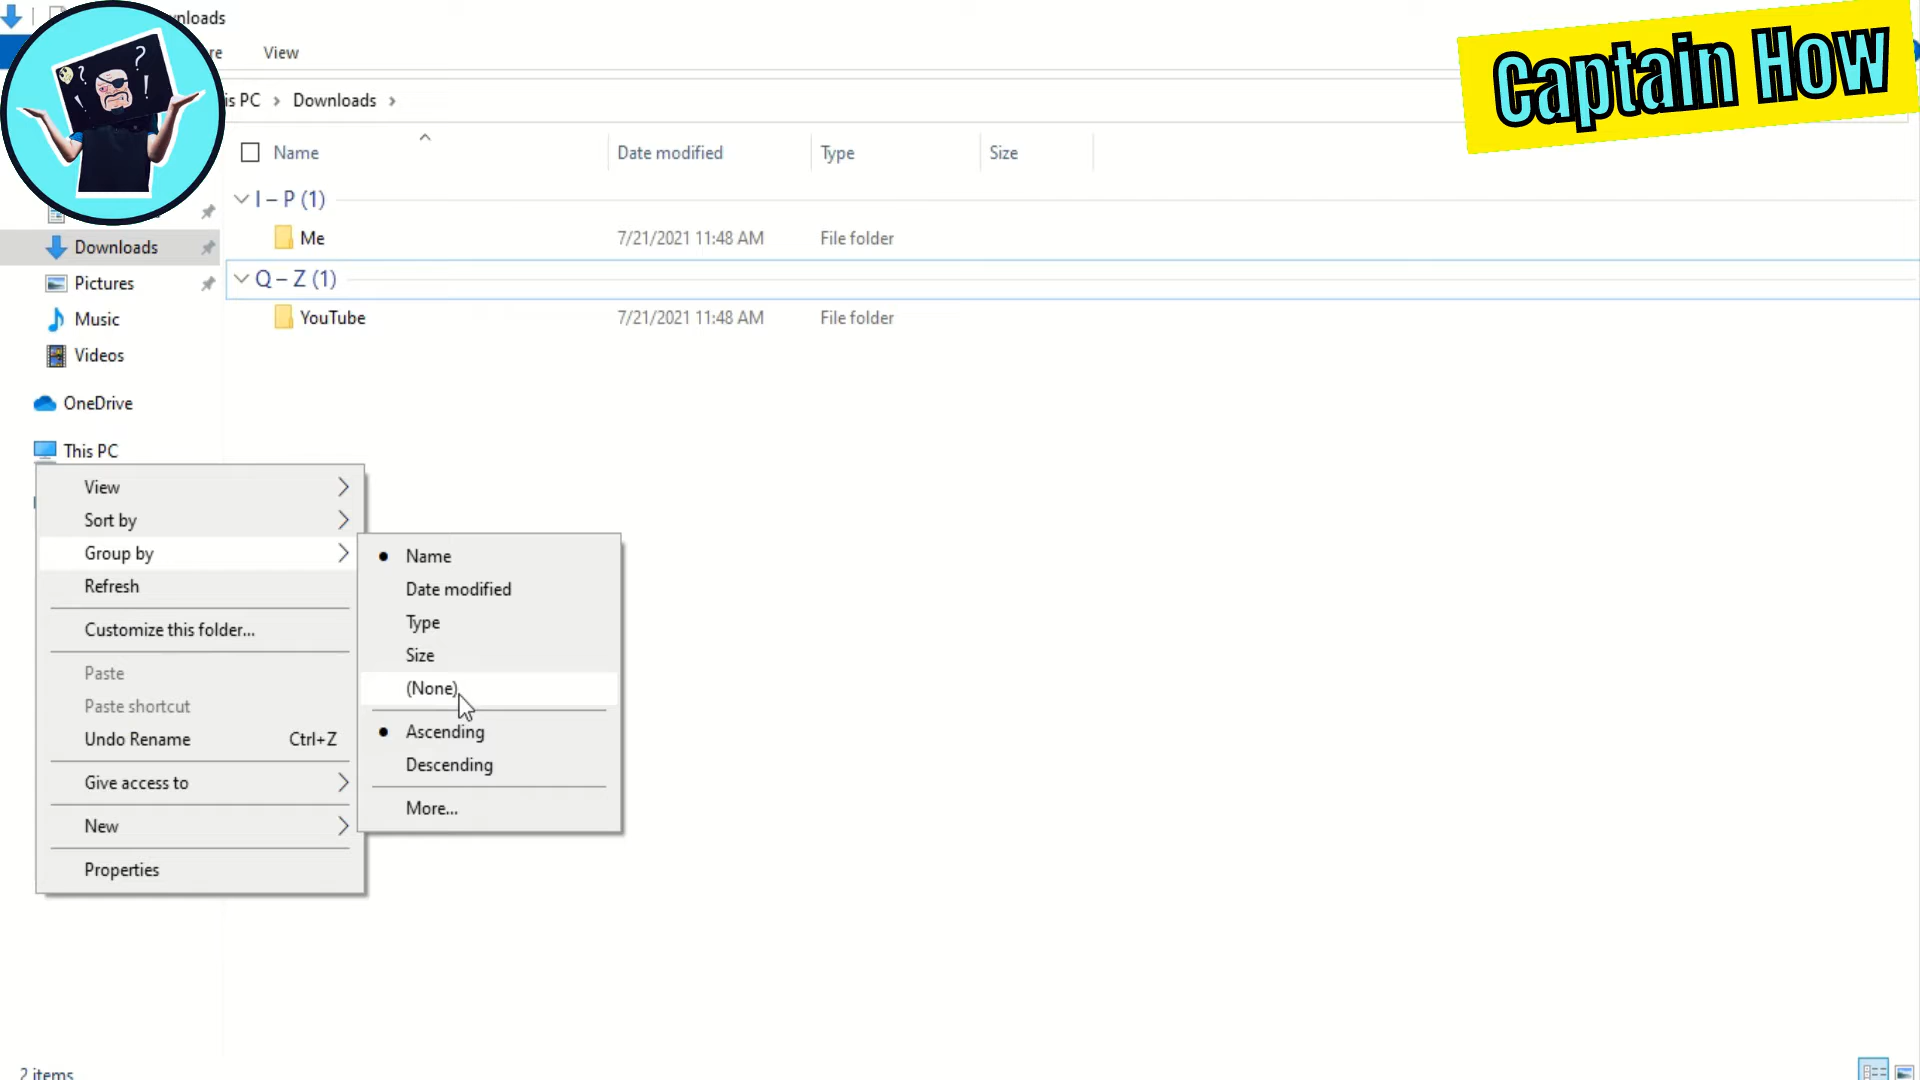 nloads
re View
Captain How
is PC > Downloads >
Name Date modified Type Size
I – P (1)
Me 7/21/2021 11:48 AM File folder
Downloads
Q – Z (1)
Pictures
YouTube 7/21/2021 11:48 AM File folder
Music
Videos
OneDrive
This PC
View
Sort by
Group by
Refresh
Customize this folder...
Paste
Paste shortcut
Undo Rename Ctrl+Z
Give access to
New
Properties
Name
Date modified
Type
Size
(None)
Ascending
Descending
More...
2 items